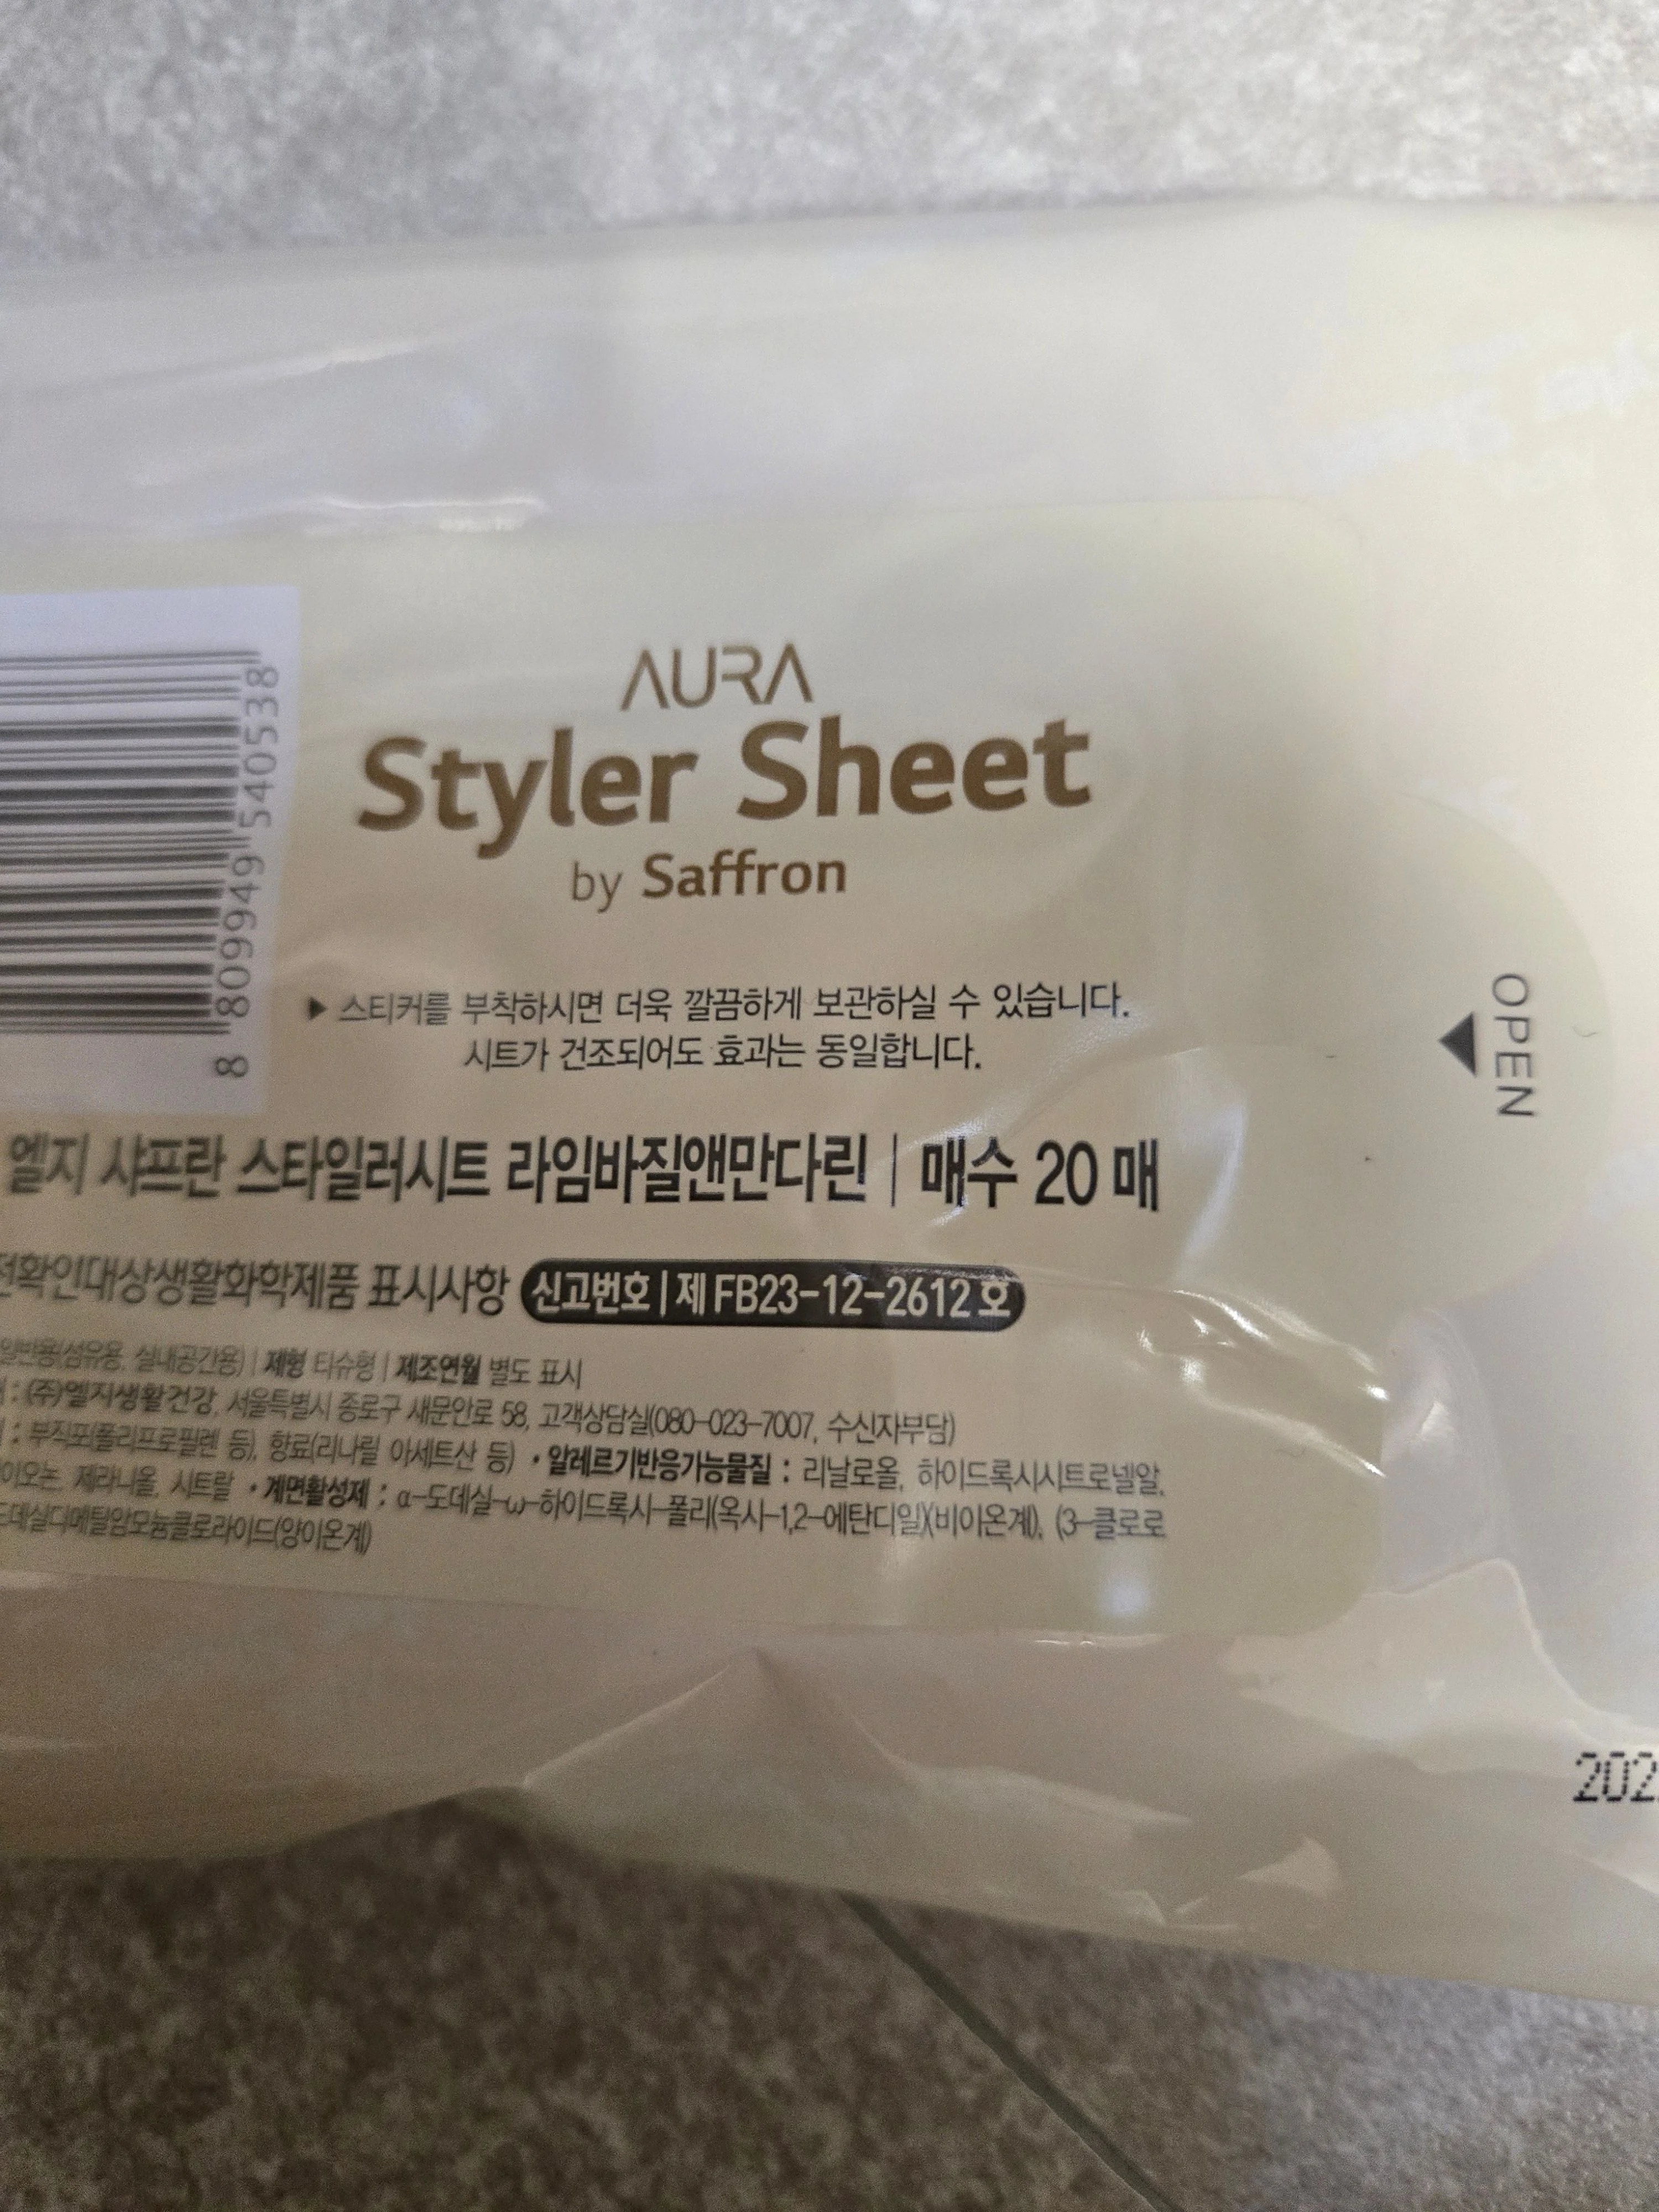 AURA
Styler Sheet
by Saffron
8 809949 540538
▶ 스티커를 부착하시면 더욱 깔끔하게 보관하실 수 있습니다.
시트가 건조되어도 효과는 동일합니다.
OPEN
엘지 샤프란 스타일러시트 라임바질앤만다린 | 매수 20 매
전확인대상생활화학제품 표시사항 신고번호 | 제 FB23-12-2612 호
일반용(섬유용, 실내공간용) | 제형 티슈형 | 제조연월 별도 표시
: (주)엘지생활건강, 서울특별시 종로구 새문안로 58, 고객상담실(080-023-7007, 수신자부담)
: 부직포(폴리프로필렌 등), 향료(리나릴 아세트산 등) • 알레르기반응가능물질 : 리날로올, 하이드록시시트로넬알,
이오논, 제라니올, 시트랄 • 계면활성제 : α-도데실-ω-하이드록시-폴리(옥시-1,2-에탄디일)(비이온계), (3-클로로
도데실디메틸암모늄클로라이드(양이온계)
202